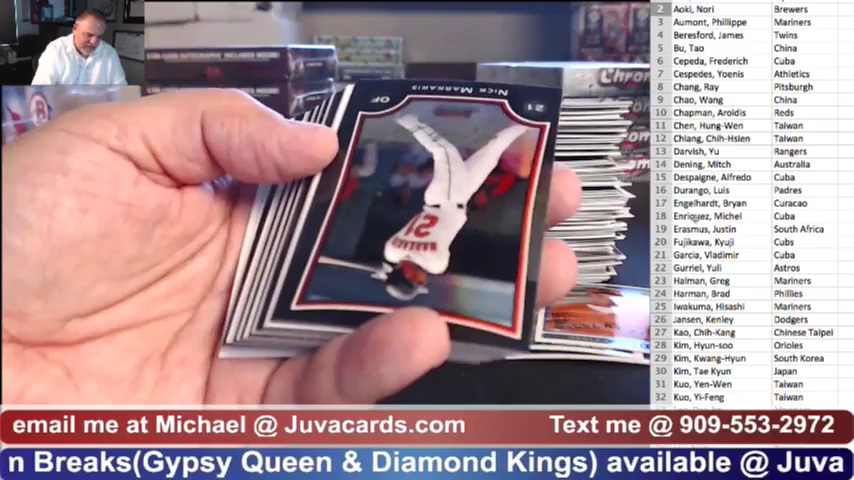 2 Aoki, Nori Brewers
3 Aumont, Phillippe Mariners
4 Beresford, James Twins
5 Bu, Tao China
6 Cepeda, Frederich Cuba
7 Cespedes, Yoenis Athletics
8 Chang, Ray Pitsburgh
9 Chao, Wang China
10 Chapman, Aroldis Reds
11 Chen, Hung-Wen Taiwan
12 Chiang, Chih-Hsien Taiwan
13 Darvish, Yu Rangers
14 Dening, Mitch Australia
15 Despaigne, Alfredo Cuba
16 Durango, Luis Padres
17 Engelhardt, Bryan Curacao
18 Enriquez, Michel Cuba
19 Erasmus, Justin South Africa
20 Fujikawa, Kyuji Cubs
21 Garcia, Vladimir Cuba
22 Gurriel, Yuli Astros
23 Halman, Greg Mariners
24 Harman, Brad Phillies
25 Iwakuma, Hisashi Mariners
26 Jansen, Kenley Dodgers
27 Kao, Chih-Kang Chinese Taipei
28 Kim, Hyun-soo Orioles
29 Kim, Kwang-Hyun South Korea
30 Kim, Tae Kyun Japan
31 Kuo, Yen-Wen Taiwan
32 Kuo, Yi-Feng Taiwan
Nick Markakis
OF
21
MARKAKIS
21
Chrom
email me at Michael @ Juvacards.com Text me @ 909-553-2972
n Breaks(Gypsy Queen & Diamond Kings) available @ Juva